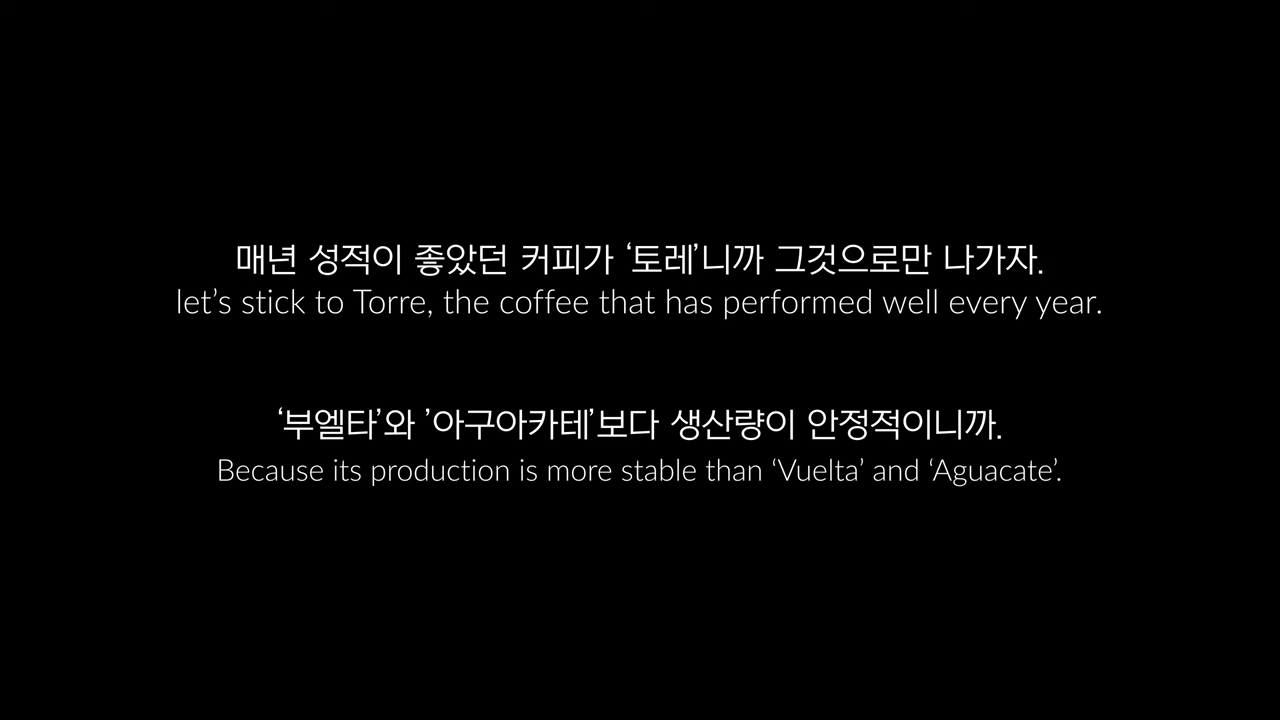 매년 성적이 좋았던 커피가 ‘토레’니까 그것으로만 나가자.
let’s stick to Torre, the coffee that has performed well every year.
‘부엘타’와 ’아구아카테’보다 생산량이 안정적이니까.
Because its production is more stable than ‘Vuelta’ and ‘Aguacate’.